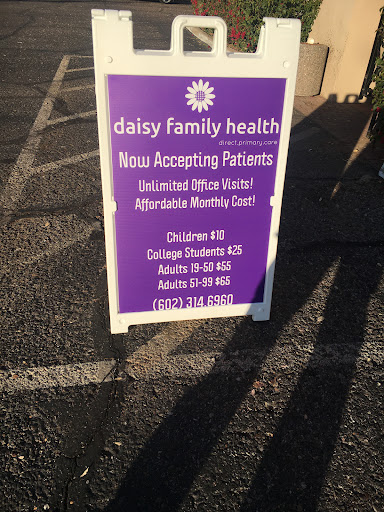 daisy family health
direct.primary.care
Now Accepting Patients
Unlimited Office Visits!
Affordable Monthly Cost!
Children $10
College Students $25
Adults 19-50 $55
Adults 51-99 $65
(602) 314.6960